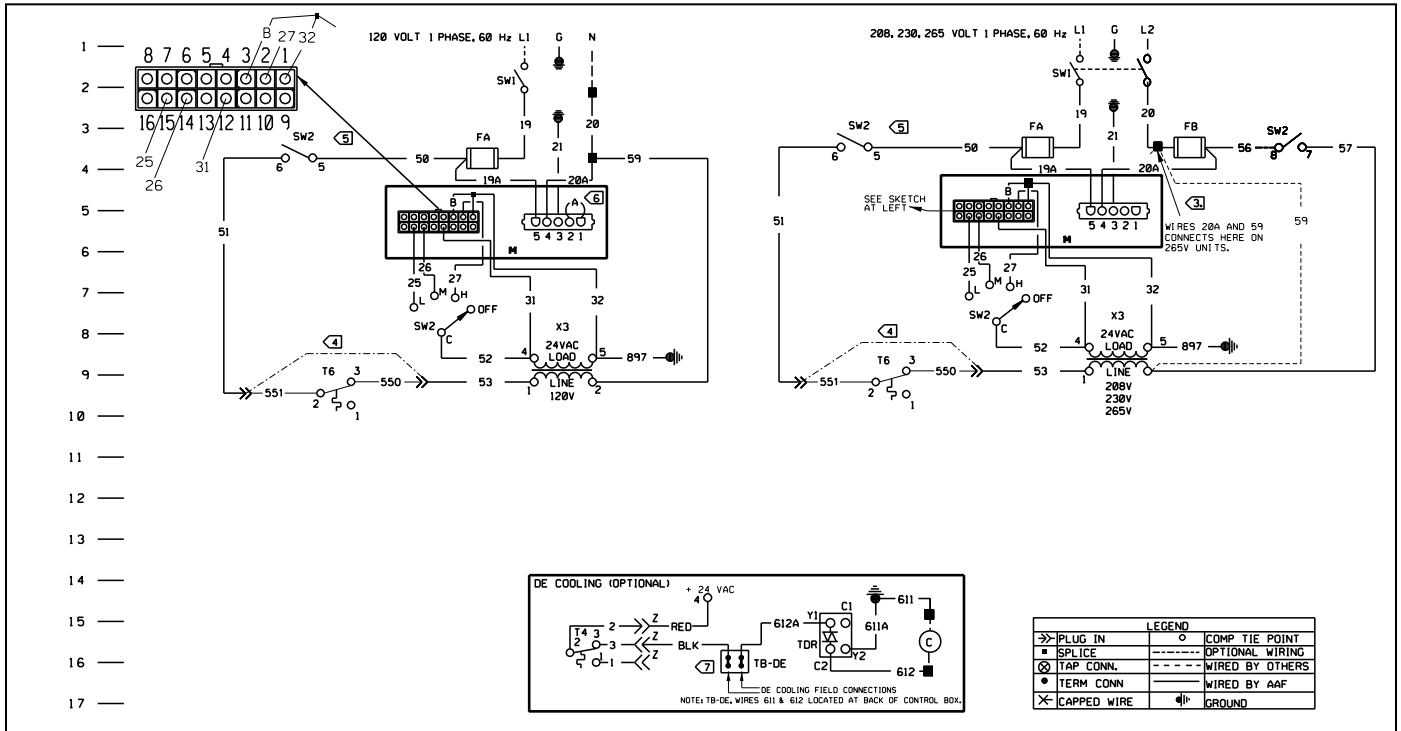 1
2
3
4
5
6
7
8
9
10
11
12
13
14
15
16
17
B 27 32
8 7 6 5 4 3 2 1
16 15 14 13 12 11 10 9
25
26
31
120 VOLT 1 PHASE, 60 Hz L1 G N
SW1
19
21
20
SW2 5
6 5
50
FA
59
19A
20A
B
A 6
5 4 3 2 1
M
51
25
26
27
L
M
H
OFF
SW2
C
31
32
X3
24VAC
4 LOAD 5
52
897
4
T6
3
551
550
53
2
1
LINE
1 2
120V
208, 230, 265 VOLT 1 PHASE, 60 Hz L1 G L2
SW1
19
21
20
SW2 5
6 5
50
FA
FB
56
SW2
8 7
57
19A
20A
SEE SKETCH
AT LEFT
B
5 4 3 2 1
M
3.
WIRES 20A AND 59
CONNECTS HERE ON
265V UNITS.
59
51
25
26
27
L
M
H
OFF
SW2
C
31
32
X3
24VAC
4 LOAD 5
52
897
4
T6
3
551
550
53
2
1
1
LINE
208V
230V
265V
DE COOLING (OPTIONAL)
+ 24 VAC
4
T4 3
2
1
2 Z RED
3 Z BLK
1 Z
7
TB-DE
612A
Y1 C1
TDR
C2 Y2
611A
611
C
612
DE COOLING FIELD CONNECTIONS
NOTE: TB-DE, WIRES 611 & 612 LOCATED AT BACK OF CONTROL BOX.
LEGEND
PLUG IN COMP TIE POINT
SPLICE OPTIONAL WIRING
TAP CONN. WIRED BY OTHERS
TERM CONN WIRED BY AAF
CAPPED WIRE GROUND